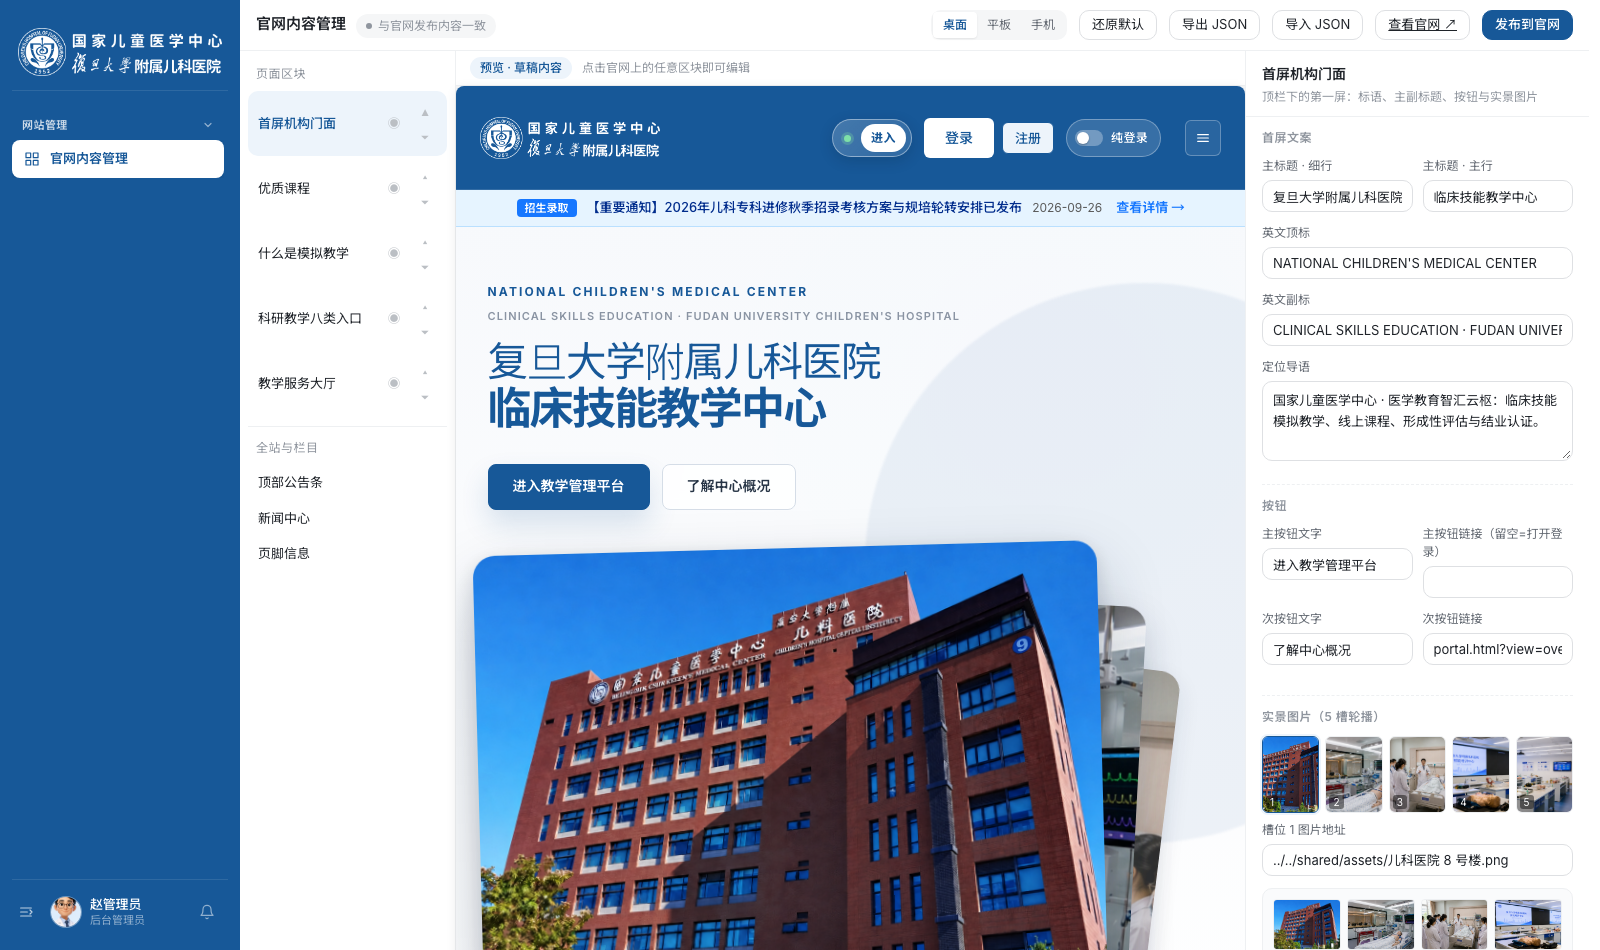 国家儿童医学中心
復旦大学附属儿科医院
1952
网站管理
官网内容管理
赵管理员
后台管理员
官网内容管理
与官网发布内容一致
桌面
平板
手机
还原默认
导出 JSON
导入 JSON
查看官网 ↗
发布到官网
页面区块
首屏机构门面
优质课程
什么是模拟教学
科研教学八类入口
教学服务大厅
全站与栏目
顶部公告条
新闻中心
页脚信息
预览 · 草稿内容
点击官网上的任意区块即可编辑
国家儿童医学中心
復旦大学附属儿科医院
1952
进入
登录
注册
纯登录
招生录取
【重要通知】2026年儿科专科进修秋季招录考核方案与规培轮转安排已发布
2026-09-26
查看详情 →
NATIONAL CHILDREN'S MEDICAL CENTER
CLINICAL SKILLS EDUCATION · FUDAN UNIVERSITY CHILDREN'S HOSPITAL
复旦大学附属儿科医院
临床技能教学中心
进入教学管理平台
了解中心概况
儿科医院
国家儿童医学中心
9
首屏机构门面
顶栏下的第一屏：标语、主副标题、按钮与实景图片
首屏文案
主标题 · 细行
主标题 · 主行
复旦大学附属儿科医院
临床技能教学中心
英文顶标
NATIONAL CHILDREN'S MEDICAL CENTER
英文副标
CLINICAL SKILLS EDUCATION · FUDAN UNIVER
定位导语
国家儿童医学中心 · 医学教育智汇云枢：临床技能
模拟教学、线上课程、形成性评估与结业认证。
按钮
主按钮文字
主按钮链接（留空=打开登
录）
进入教学管理平台
次按钮文字
次按钮链接
了解中心概况
portal.html?view=ove
实景图片（5 槽轮播）
1
2
3
4
5
槽位 1 图片地址
../../shared/assets/儿科医院 8 号楼.png